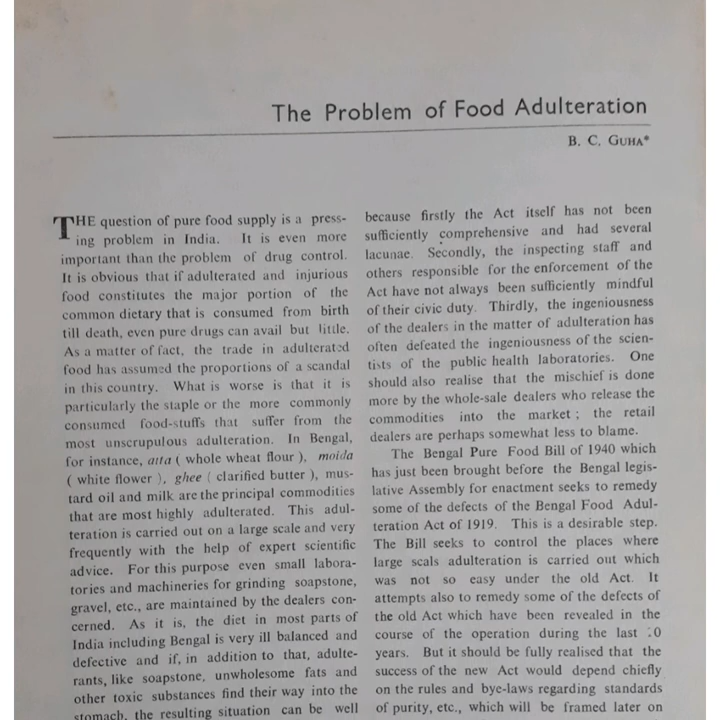 The Problem of Food Adulteration
B. C. GUHA*
THE question of pure food supply is a press-
ing problem in India. It is even more
important than the problem of drug control.
It is obvious that if adulterated and injurious
food constitutes the major portion of the
common dietary that is consumed from birth
till death, even pure drugs can avail but little.
As a matter of fact, the trade in adulterated
food has assumed the proportions of a scandal
in this country. What is worse is that it is
particularly the staple or the more commonly
consumed food-stuffs that suffer from the
most unscrupulous adulteration. In Bengal,
for instance, atta ( whole wheat flour ), moida
( white flower ), ghee ( clarified butter ), mus-
tard oil and milk are the principal commodities
that are most highly adulterated. This adul-
teration is carried out on a large scale and very
frequently with the help of expert scientific
advice. For this purpose even small labora-
tories and machineries for grinding soapstone,
gravel, etc., are maintained by the dealers con-
cerned. As it is, the diet in most parts of
India including Bengal is very ill balanced and
defective and if, in addition to that, adulte-
rants, like soapstone, unwholesome fats and
other toxic substances find their way into the
stomach, the resulting situation can be well
because firstly the Act itself has not been
sufficiently comprehensive and had several
lacunae. Secondly, the inspecting staff and
others responsible for the enforcement of the
Act have not always been sufficiently mindful
of their civic duty. Thirdly, the ingeniousness
of the dealers in the matter of adulteration has
often defeated the ingeniousness of the scien-
tists of the public health laboratories. One
should also realise that the mischief is done
more by the whole-sale dealers who release the
commodities into the market ; the retail
dealers are perhaps somewhat less to blame.
The Bengal Pure Food Bill of 1940 which
has just been brought before the Bengal legis-
lative Assembly for enactment seeks to remedy
some of the defects of the Bengal Food Adul-
teration Act of 1919. This is a desirable step.
The Bill seeks to control the places where
large scals adulteration is carried out which
was not so easy under the old Act. It
attempts also to remedy some of the defects of
the old Act which have been revealed in the
course of the operation during the last
years. But it should be fully realised that the
success of the new Act would depend chiefly
on the rules and bye-laws regarding standards
of purity, etc., which will be framed later on